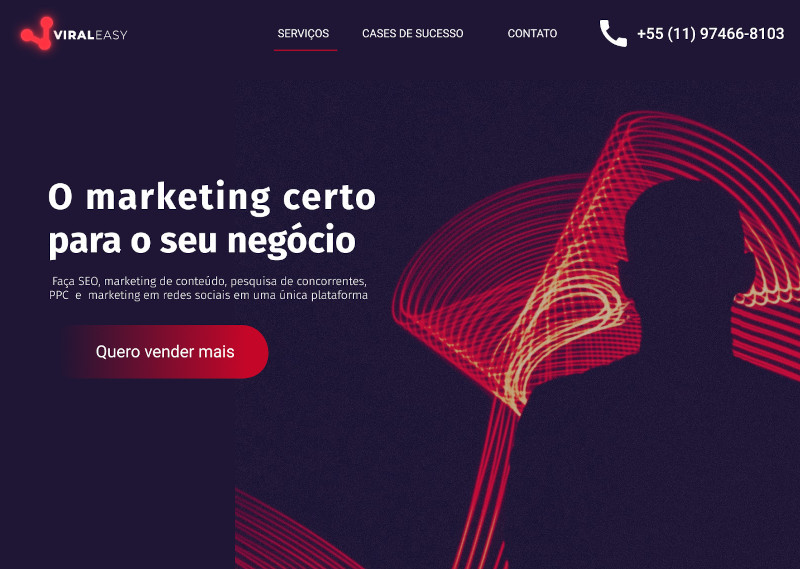 VIRALEASY
SERVIÇOS
CASES DE SUCESSO
CONTATO
+55 (11) 97466-8103
O marketing certo
para o seu negócio
Faça SEO, marketing de conteúdo, pesquisa de concorrentes,
PPC e marketing em redes sociais em uma única plataforma
Quero vender mais